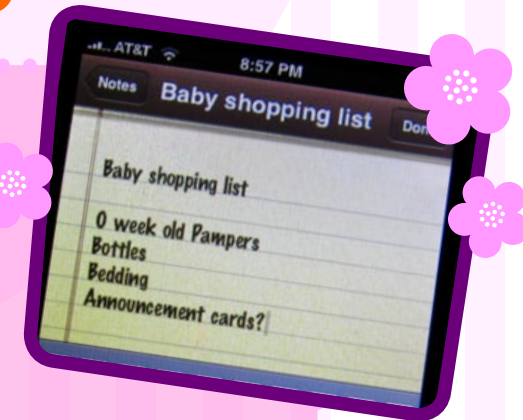 AT&T 8:57 PM
Notes Baby shopping list Don
Baby shopping list
0 week old Pampers
Bottles
Bedding
Announcement cards?